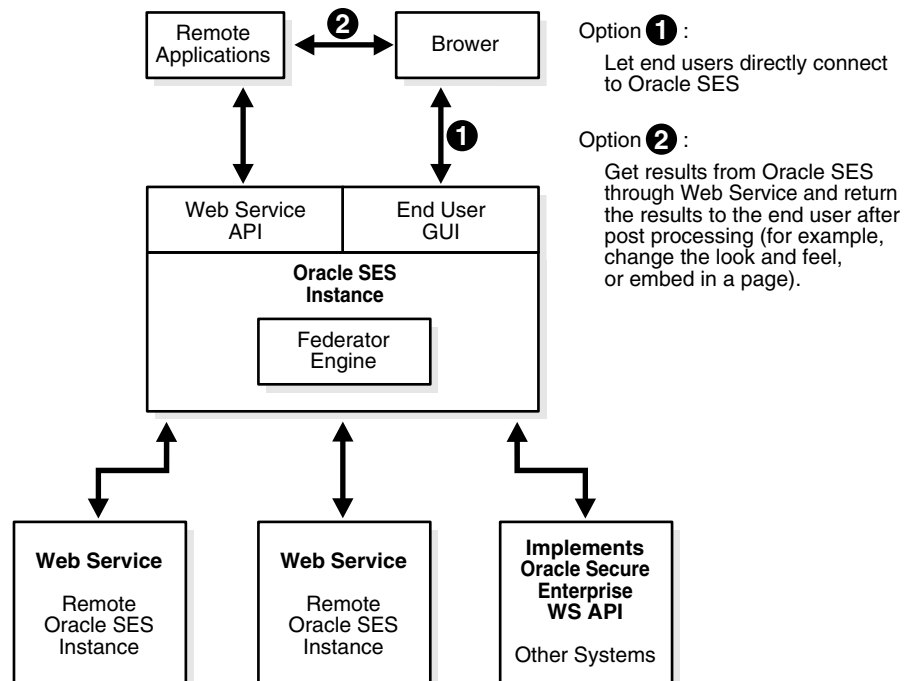 Remote
Applications
2
Brower
1
Option 1 :
Let end users directly connect
to Oracle SES
Option 2 :
Get results from Oracle SES
through Web Service and return
the results to the end user after
post processing (for example,
change the look and feel,
or embed in a page).
Web Service
API
End User
GUI
Oracle SES
Instance
Federator
Engine
Web Service
Remote
Oracle SES
Instance
Web Service
Remote
Oracle SES
Instance
Implements
Oracle Secure
Enterprise
WS API
Other Systems